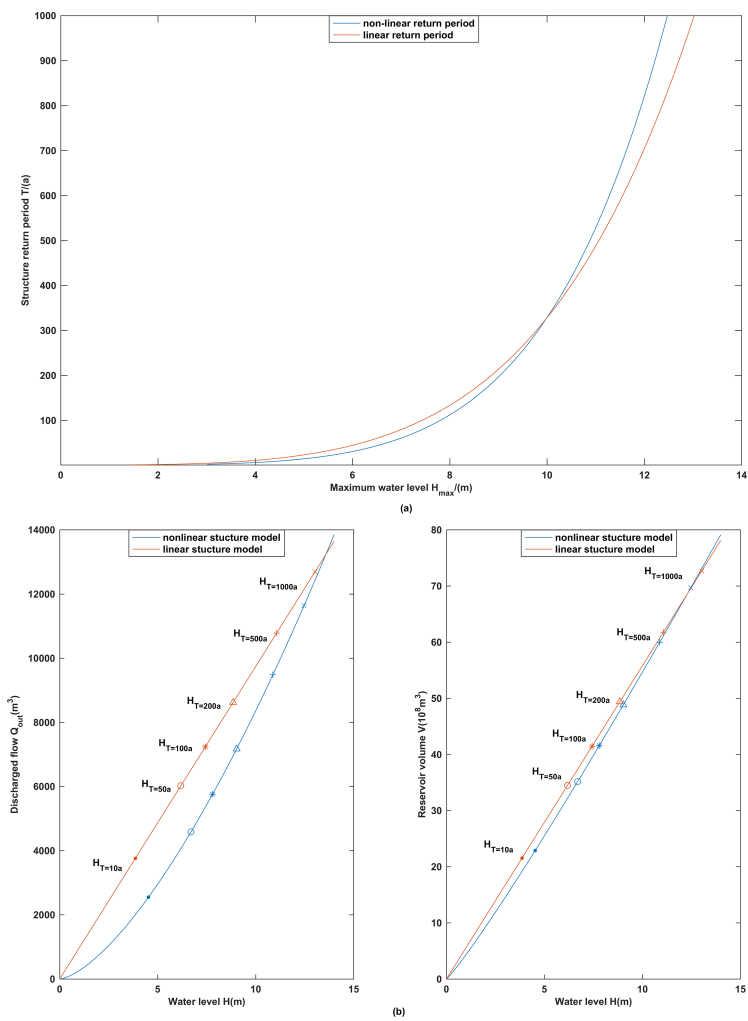 1000
900
800
700
600
500
400
300
200
100
0
2
4
6
8
10
12
14
non-linear return period
linear return period
Structure return period T/(a)
Maximum water level Hmax/(m)
(a)
14000
12000
10000
8000
6000
4000
2000
0
0
5
10
15
nonlinear stucture model
linear stucture model
HT=1000a
HT=500a
HT=200a
HT=100a
HT=50a
HT=10a
Discharged flow Qout(m3)
Water level H(m)
80
70
60
50
40
30
20
10
0
0
5
10
15
nonlinear stucture model
linear stucture model
HT=1000a
HT=500a
HT=200a
HT=100a
HT=50a
HT=10a
Reservoir volume V(108m3)
Water level H(m)
(b)